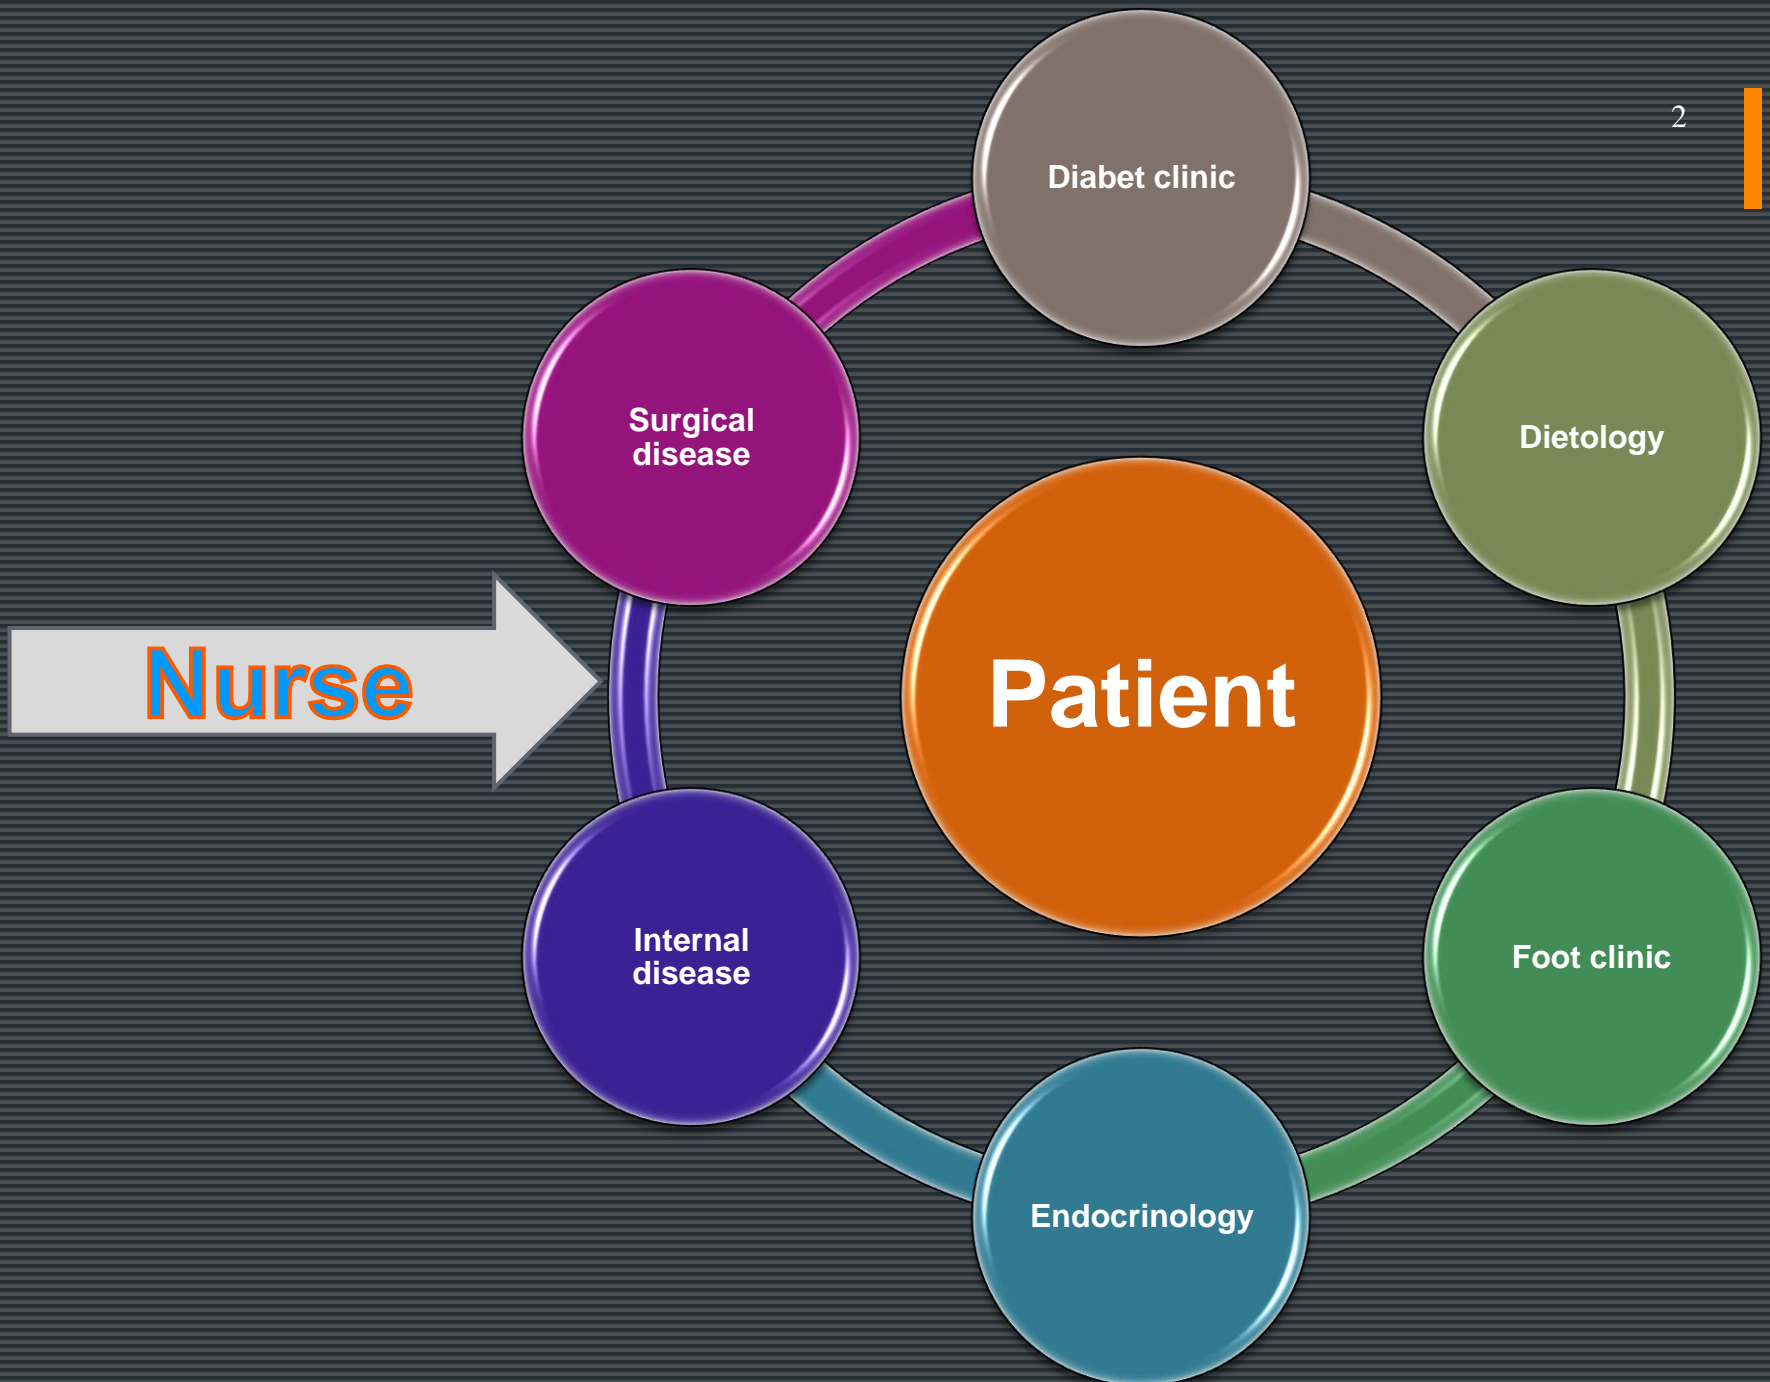 2
Diabet clinic
Surgical
disease
Dietology
Nurse
Patient
Internal
disease
Foot clinic
Endocrinology